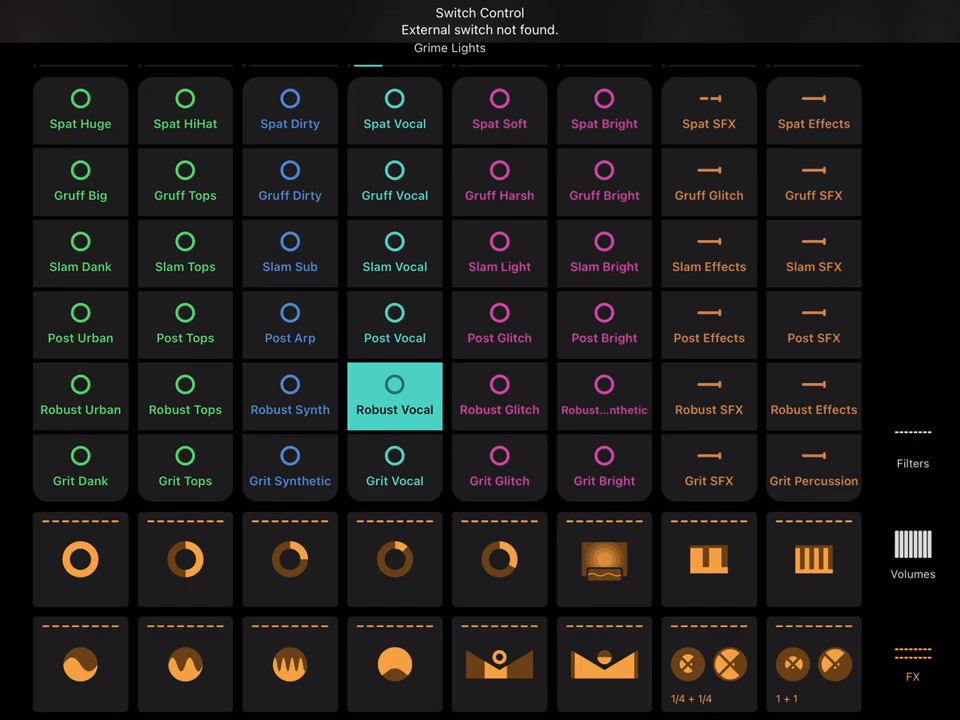 Switch Control
External switch not found.
Grime Lights
Spat Huge
Spat HiHat
Spat Dirty
Spat Vocal
Spat Soft
Spat Bright
Spat SFX
Spat Effects
Gruff Big
Gruff Tops
Gruff Dirty
Gruff Vocal
Gruff Harsh
Gruff Bright
Gruff Glitch
Gruff SFX
Slam Dank
Slam Tops
Slam Sub
Slam Vocal
Slam Light
Slam Bright
Slam Effects
Slam SFX
Post Urban
Post Tops
Post Arp
Post Vocal
Post Glitch
Post Bright
Post Effects
Post SFX
Robust Urban
Robust Tops
Robust Synth
Robust Vocal
Robust Glitch
Robust...nthetic
Robust SFX
Robust Effects
Grit Dank
Grit Tops
Grit Synthetic
Grit Vocal
Grit Glitch
Grit Bright
Grit SFX
Grit Percussion
Filters
Volumes
FX
1/4 + 1/4
1 + 1